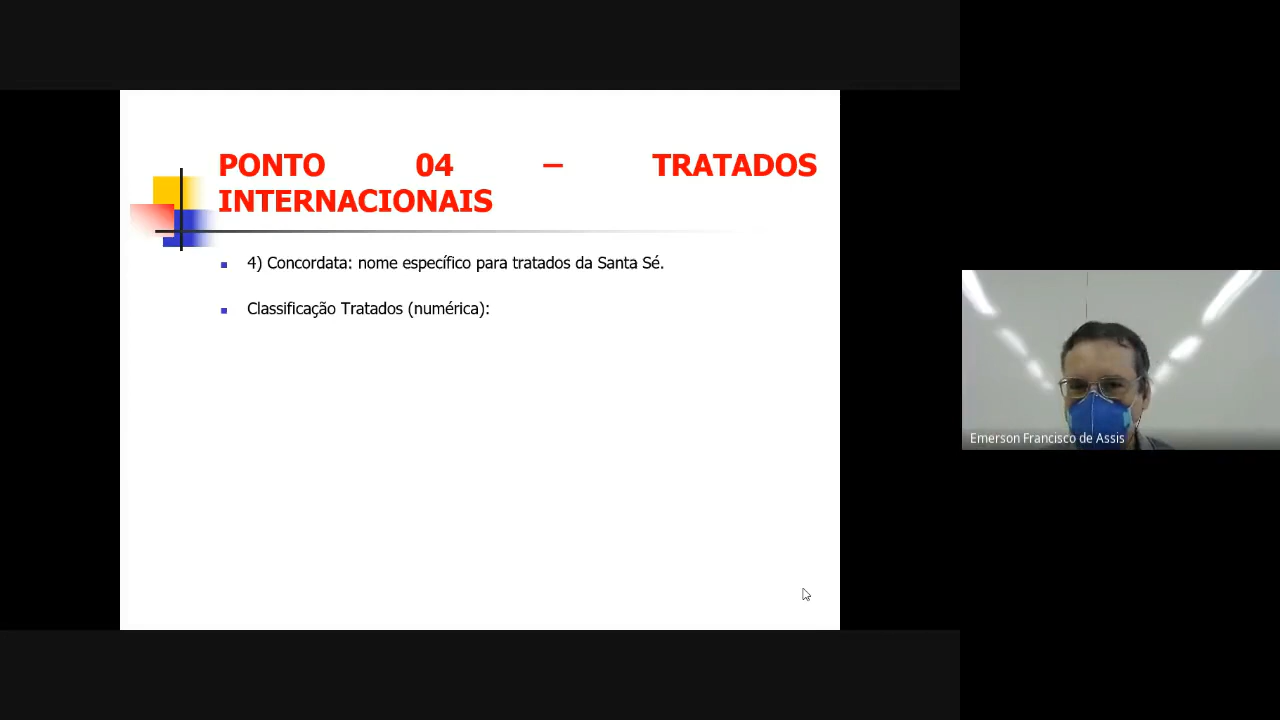 PONTO 04 – TRATADOS
INTERNACIONAIS
4) Concordata: nome específico para tratados da Santa Sé.
Classificação Tratados (numérica):
Emerson Francisco de Assis